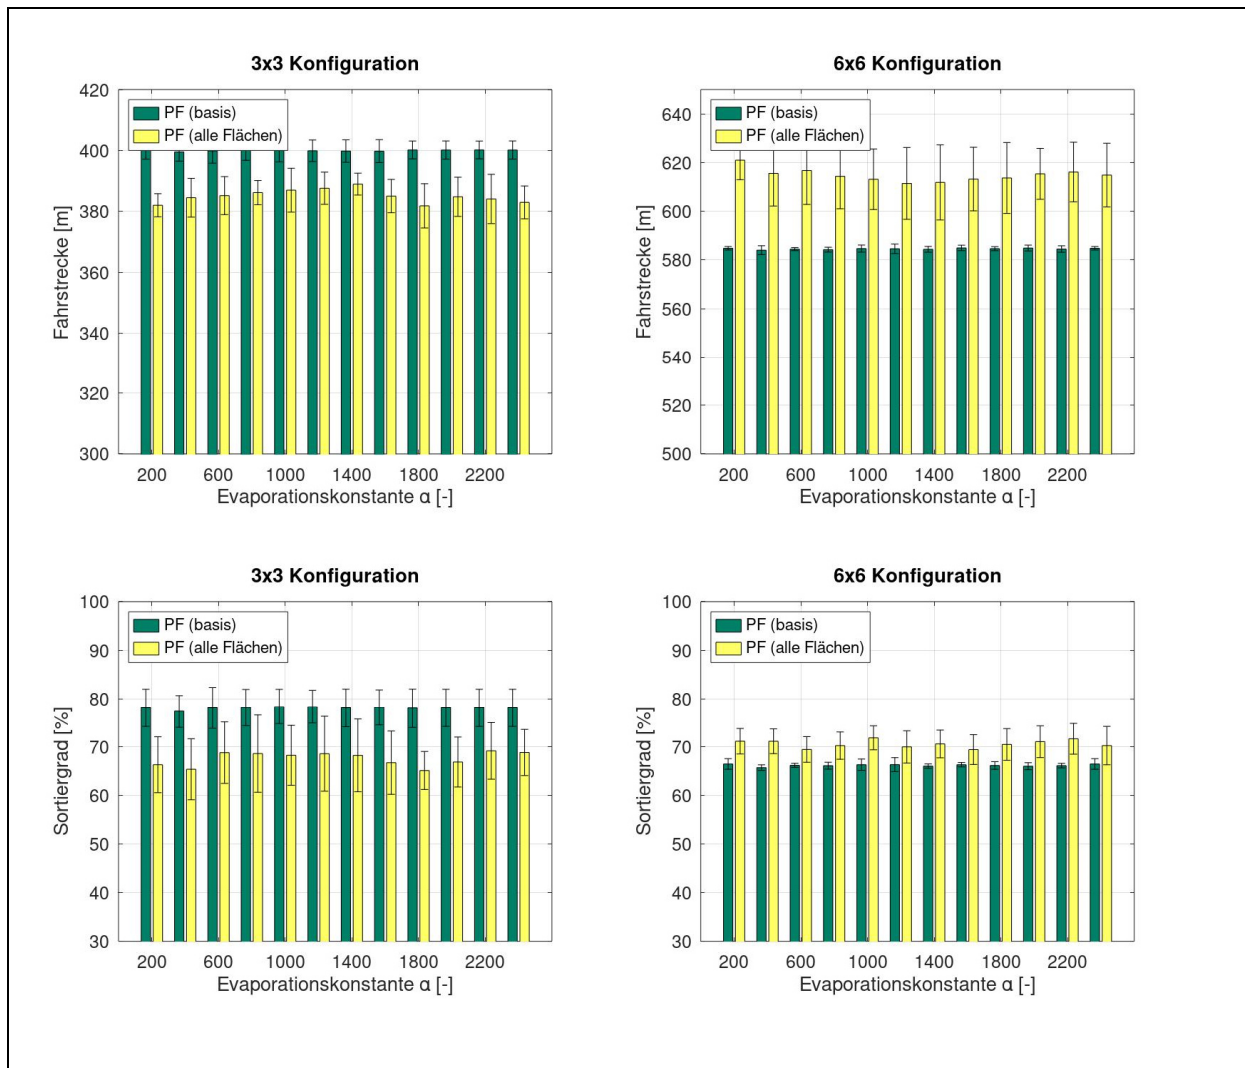 3x3 Konfiguration
420
400
380
360
340
320
300
Fahrstrecke [m]
PF (basis)
PF (alle Flächen)
200 600 1000 1400 1800 2200
Evaporationskonstante α [-]
6x6 Konfiguration
640
620
600
580
560
540
520
500
Fahrstrecke [m]
PF (basis)
PF (alle Flächen)
200 600 1000 1400 1800 2200
Evaporationskonstante α [-]
3x3 Konfiguration
100
90
80
70
60
50
40
30
Sortiergrad [%]
PF (basis)
PF (alle Flächen)
200 600 1000 1400 1800 2200
Evaporationskonstante α [-]
6x6 Konfiguration
100
90
80
70
60
50
40
30
Sortiergrad [%]
PF (basis)
PF (alle Flächen)
200 600 1000 1400 1800 2200
Evaporationskonstante α [-]